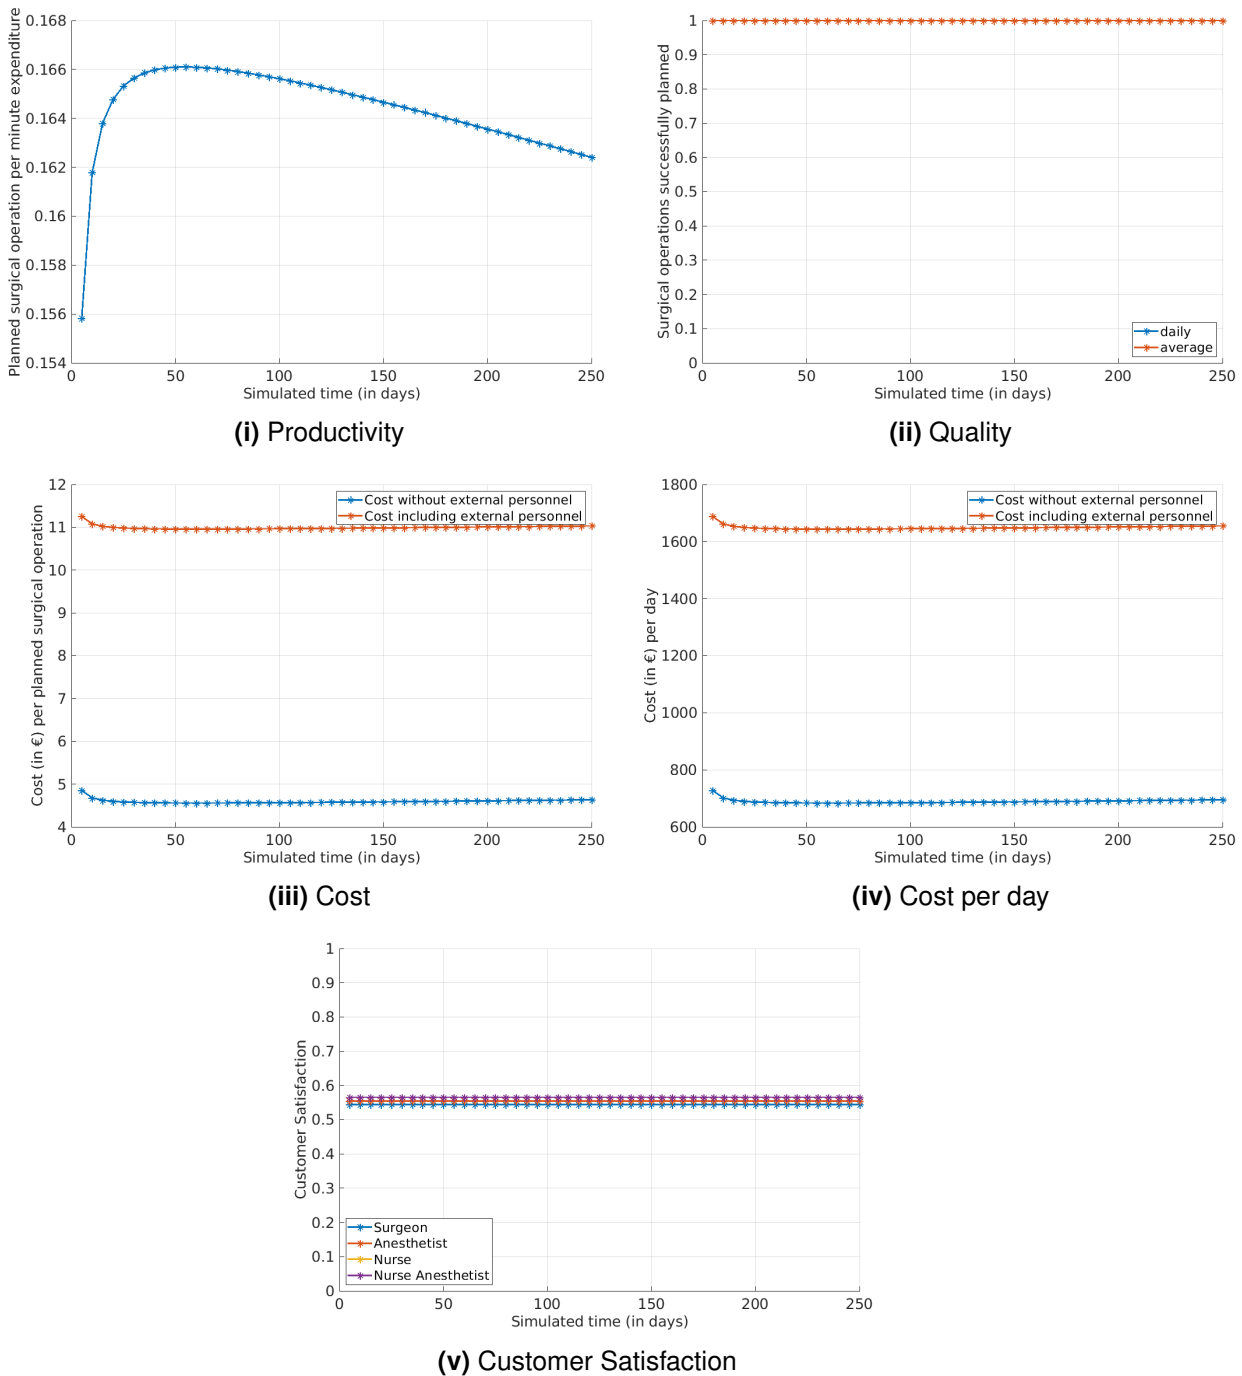 Planned surgical operation per minute expenditure
0.168
0.166
0.164
0.162
0.16
0.158
0.156
0.154
0 50 100 150 200 250
Simulated time (in days)
(i) Productivity
Surgical operations successfully planned
1
0.9
0.8
0.7
0.6
0.5
0.4
0.3
0.2
0.1
0
daily
average
0 50 100 150 200 250
Simulated time (in days)
(ii) Quality
Cost (in €) per planned surgical operation
12
11
10
9
8
7
6
5
4
Cost without external personnel
Cost including external personnel
0 50 100 150 200 250
Simulated time (in days)
(iii) Cost
Cost (in €) per day
1800
1600
1400
1200
1000
800
600
Cost without external personnel
Cost including external personnel
0 50 100 150 200 250
Simulated time (in days)
(iv) Cost per day
Customer Satisfaction
1
0.9
0.8
0.7
0.6
0.5
0.4
0.3
0.2
0.1
0
Surgeon
Anesthetist
Nurse
Nurse Anesthetist
0 50 100 150 200 250
Simulated time (in days)
(v) Customer Satisfaction